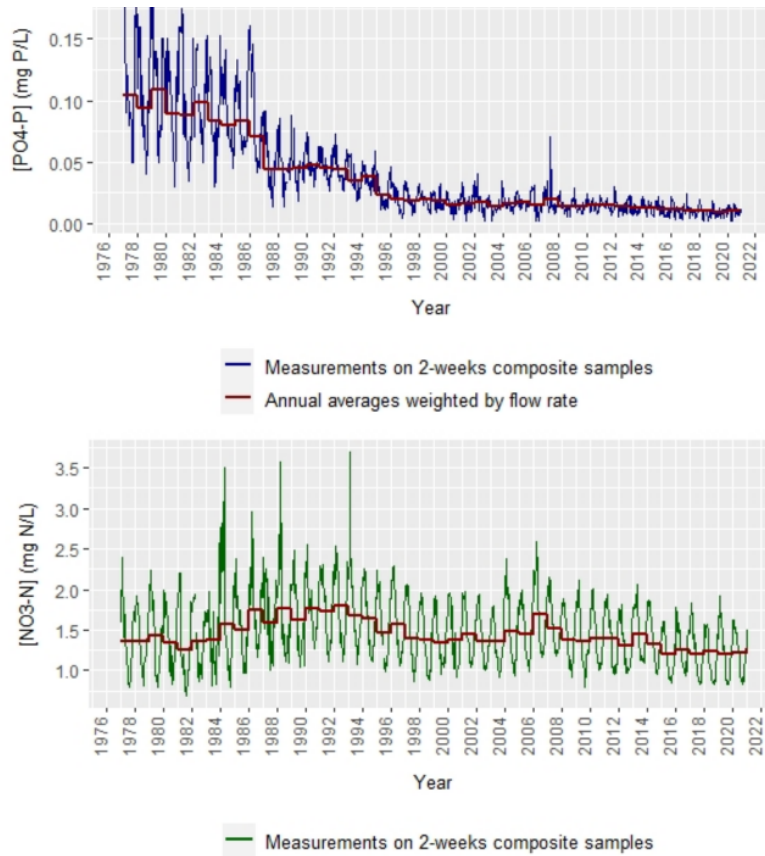 [PO4-P] (mg P/L)
0.15
0.10
0.05
0.00
1976 1978 1980 1982 1984 1986 1988 1990 1992 1994 1996 1998 2000 2002 2004 2006 2008 2010 2012 2014 2016 2018 2020 2022
Year
Measurements on 2-weeks composite samples
Annual averages weighted by flow rate
[NO3-N] (mg N/L)
3.5
3.0
2.5
2.0
1.5
1.0
1976 1978 1980 1982 1984 1986 1988 1990 1992 1994 1996 1998 2000 2002 2004 2006 2008 2010 2012 2014 2016 2018 2020 2022
Year
Measurements on 2-weeks composite samples